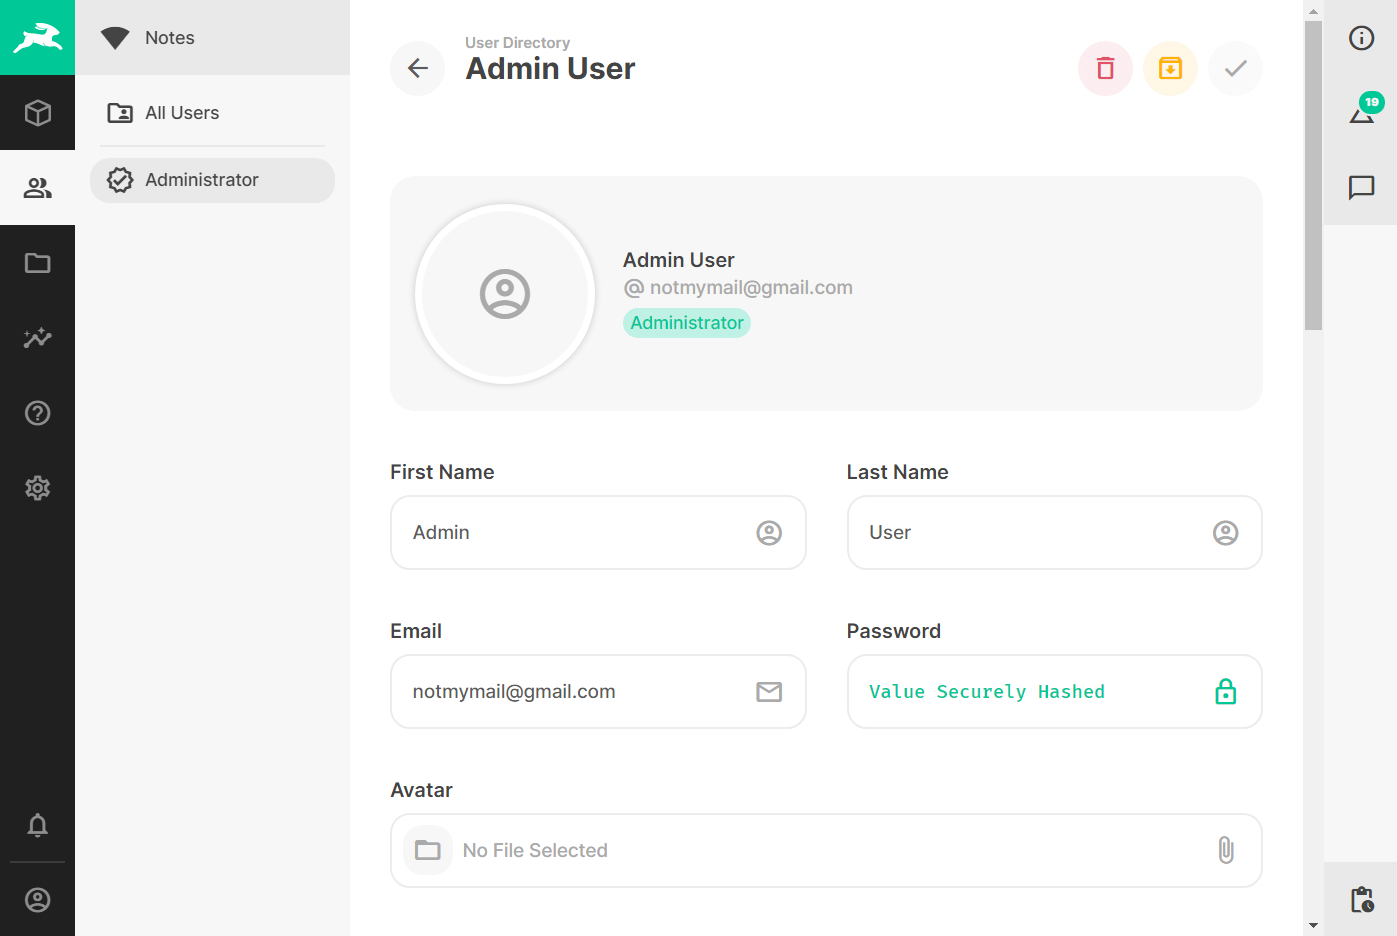 Notes
All Users
Administrator
User Directory
Admin User
19
Admin User
@ notmymail@gmail.com
Administrator
First Name
Last Name
Admin
User
Email
Password
notmymail@gmail.com
Value Securely Hashed
Avatar
No File Selected